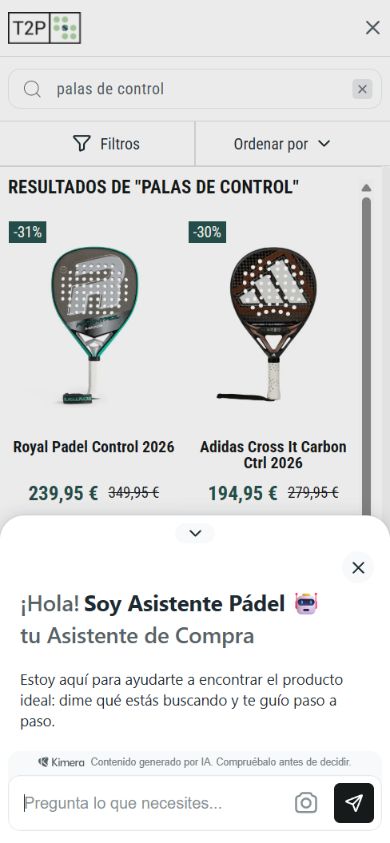 T2P
palas de control
Filtros
Ordenar por
RESULTADOS DE "PALAS DE CONTROL"
-31%
-30%
Royal Padel Control 2026
Adidas Cross It Carbon
Ctrl 2026
239,95 € 349,95 €
194,95 € 279,95 €
¡Hola! Soy Asistente Pádel
tu Asistente de Compra
Estoy aquí para ayudarte a encontrar el producto
ideal: dime qué estás buscando y te guío paso a
paso.
Kimera Contenido generado por IA. Compruébalo antes de decidir.
Pregunta lo que necesites...